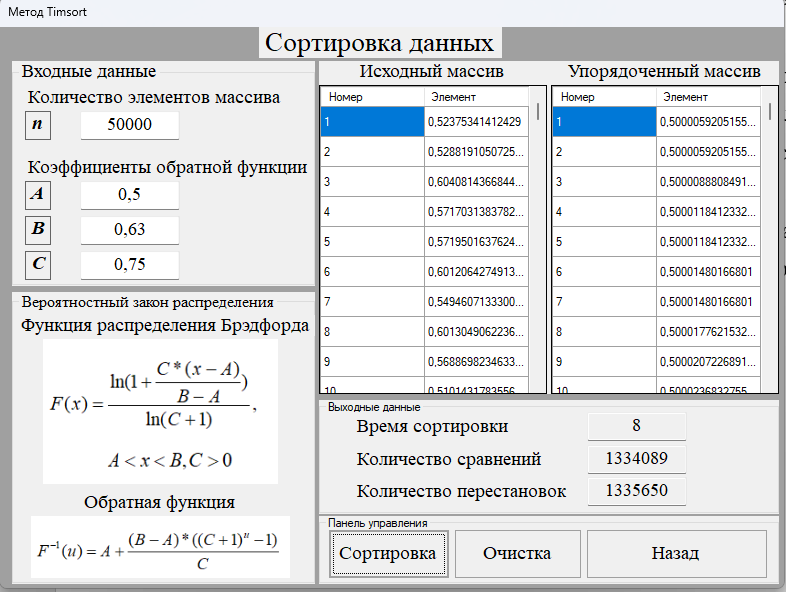 Метод Timsort
Сортировка данных
Входные данные
Количество элементов массива
n 50000
Коэффициенты обратной функции
A 0,5
B 0,63
C 0,75
Вероятностный закон распределения
Функция распределения Брэдфорда
F(x) = ln(1 + C * (x − A) / (B − A)) / ln(C + 1),
A < x < B, C > 0
Обратная функция
F⁻¹(u) = A + (B − A) * ((C + 1)ᵘ − 1) / C
Исходный массив
Номер Элемент
1 0,52375341412429
2 0,5288191050725...
3 0,6040814366844...
4 0,5717031383782...
5 0,5719501637624...
6 0,6012064274913...
7 0,5494607133300...
8 0,6013049062236...
9 0,5688698234633...
10 0,5101431783556...
Упорядоченный массив
Номер Элемент
1 0,5000059205155...
2 0,5000059205155...
3 0,5000088808491...
4 0,5000118412332...
5 0,5000118412332...
6 0,50001480166801
7 0,50001480166801
8 0,5000177621532...
9 0,5000207226891...
10 0,5000236832755...
Выходные данные
Время сортировки 8
Количество сравнений 1334089
Количество перестановок 1335650
Панель управления
Сортировка Очистка Назад